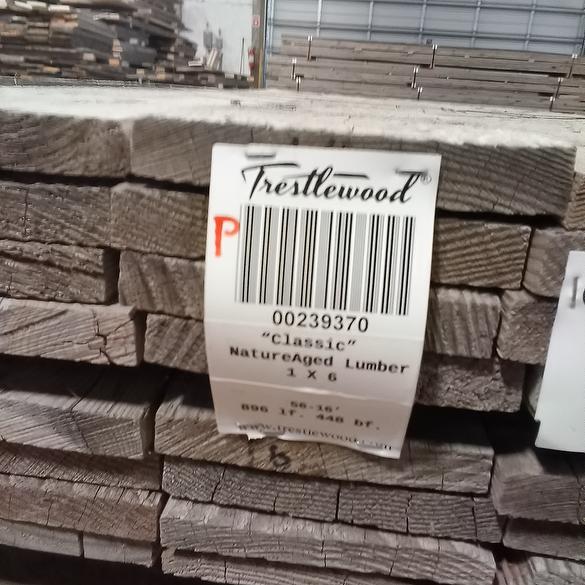 Trestlewood®
P
00239370
"Classic"
NatureAged Lumber
1 X 6
56-16'
896 lf. 448 bf.
www.trestlewood.com